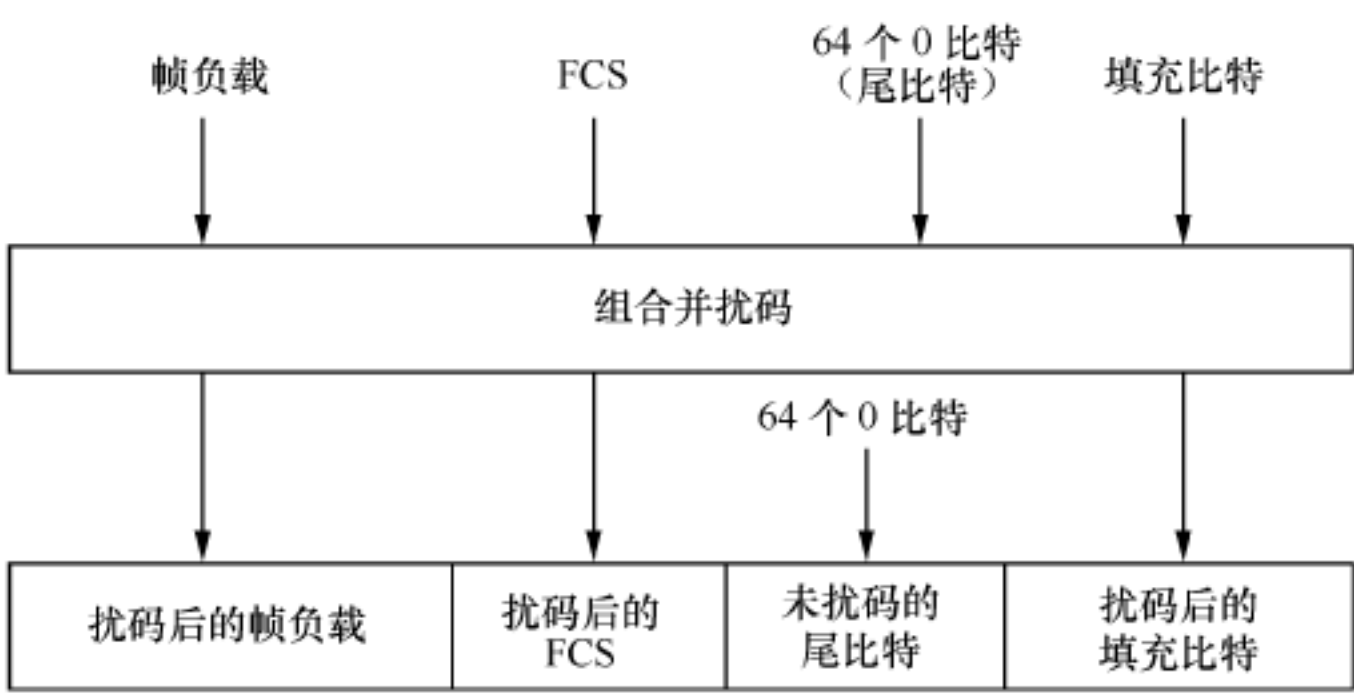 帧负载
FCS
64 个 0 比特
（尾比特）
填充比特
组合并扰码
64 个 0 比特
扰码后的帧负载
扰码后的
FCS
未扰码的
尾比特
扰码后的
填充比特